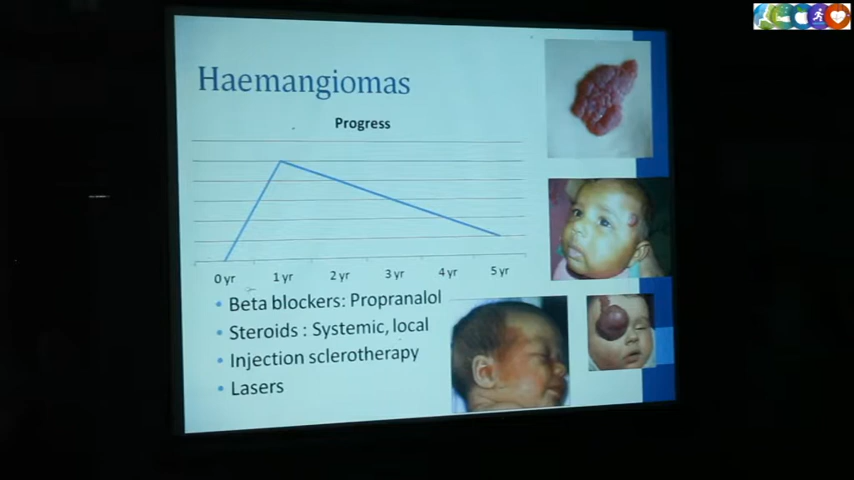 Haemangiomas
Progress
0 yr 1 yr 2 yr 3 yr 4 yr 5 yr
• Beta blockers: Propranalol
• Steroids : Systemic, local
• Injection sclerotherapy
• Lasers